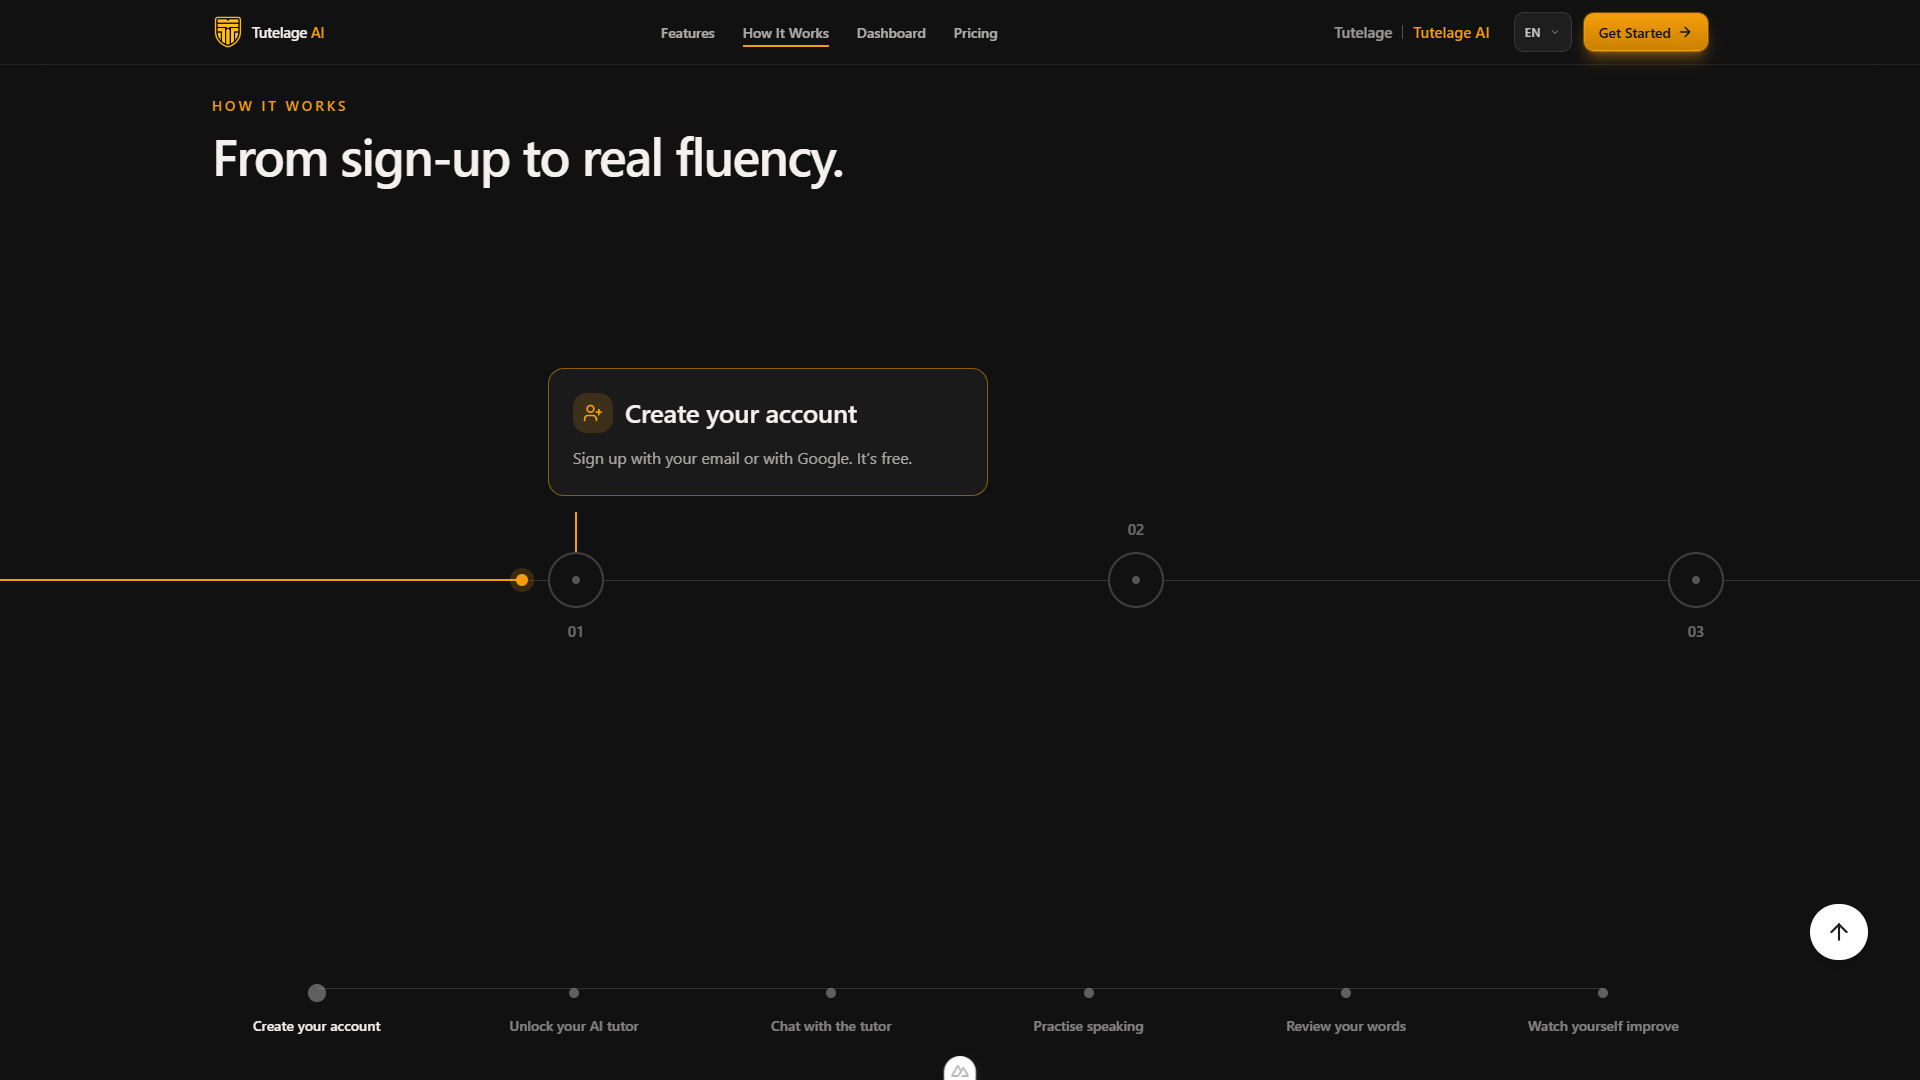 Tutelage AI
Features
How It Works
Dashboard
Pricing
Tutelage
Tutelage AI
EN
Get Started
HOW IT WORKS
From sign-up to real fluency.
Create your account
Sign up with your email or with Google. It's free.
02
01
03
Create your account
Unlock your AI tutor
Chat with the tutor
Practise speaking
Review your words
Watch yourself improve